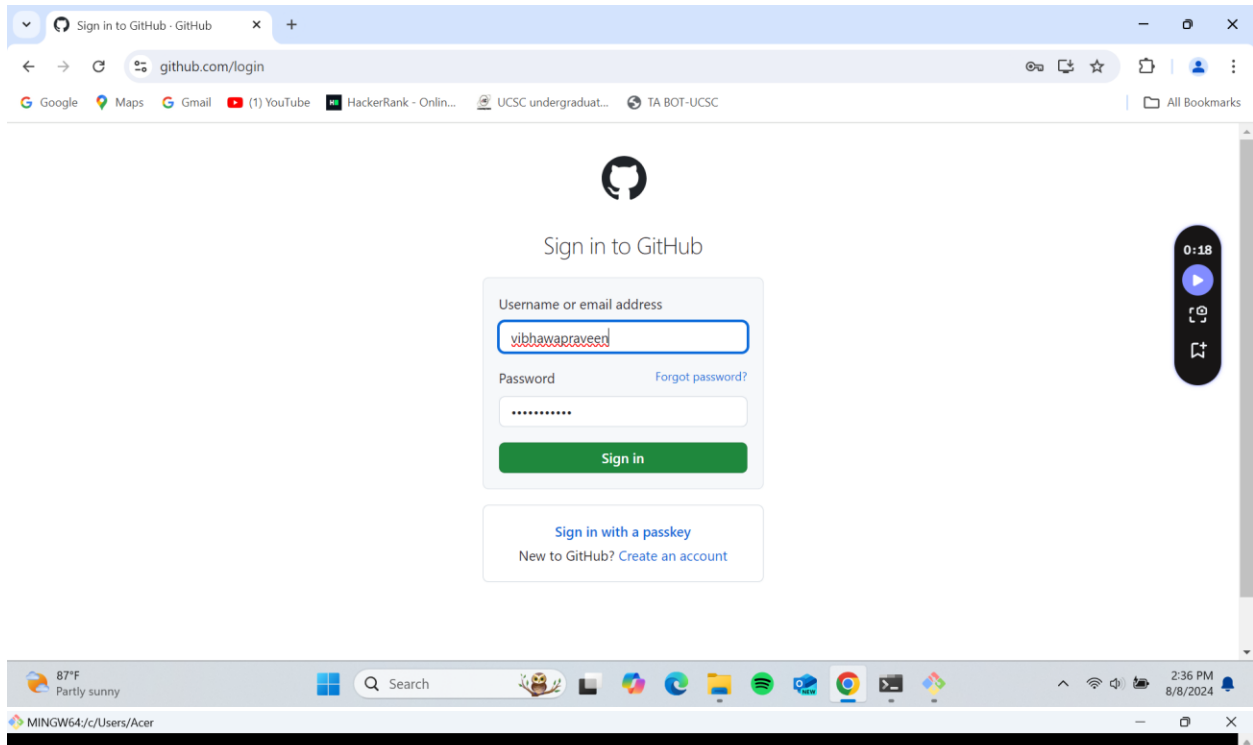 Sign in to GitHub · GitHub
github.com/login
Google Maps Gmail (1) YouTube HackerRank - Onlin... UCSC undergraduat... TA BOT-UCSC All Bookmarks
Sign in to GitHub
0:18
Username or email address
vibhawapraveen
Password Forgot password?
•••••••••••
Sign in
Sign in with a passkey
New to GitHub? Create an account
87°F
Partly sunny
Search
NEW
2:36 PM
8/8/2024
MINGW64:/c/Users/Acer